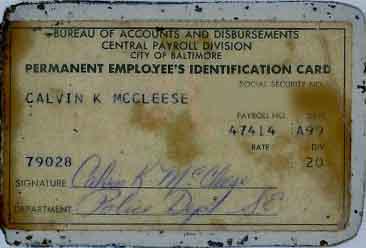 BUREAU OF ACCOUNTS AND DISBURSEMENTS
CENTRAL PAYROLL DIVISION
CITY OF BALTIMORE
PERMANENT EMPLOYEE'S IDENTIFICATION CARD
SOCIAL SECURITY NO.
CALVIN K MCCLEESE
PAYROLL NO.
47414 A99
RATE DIV
79028 20
SIGNATURE Calvin K McCleese
DEPARTMENT Police Dept SE